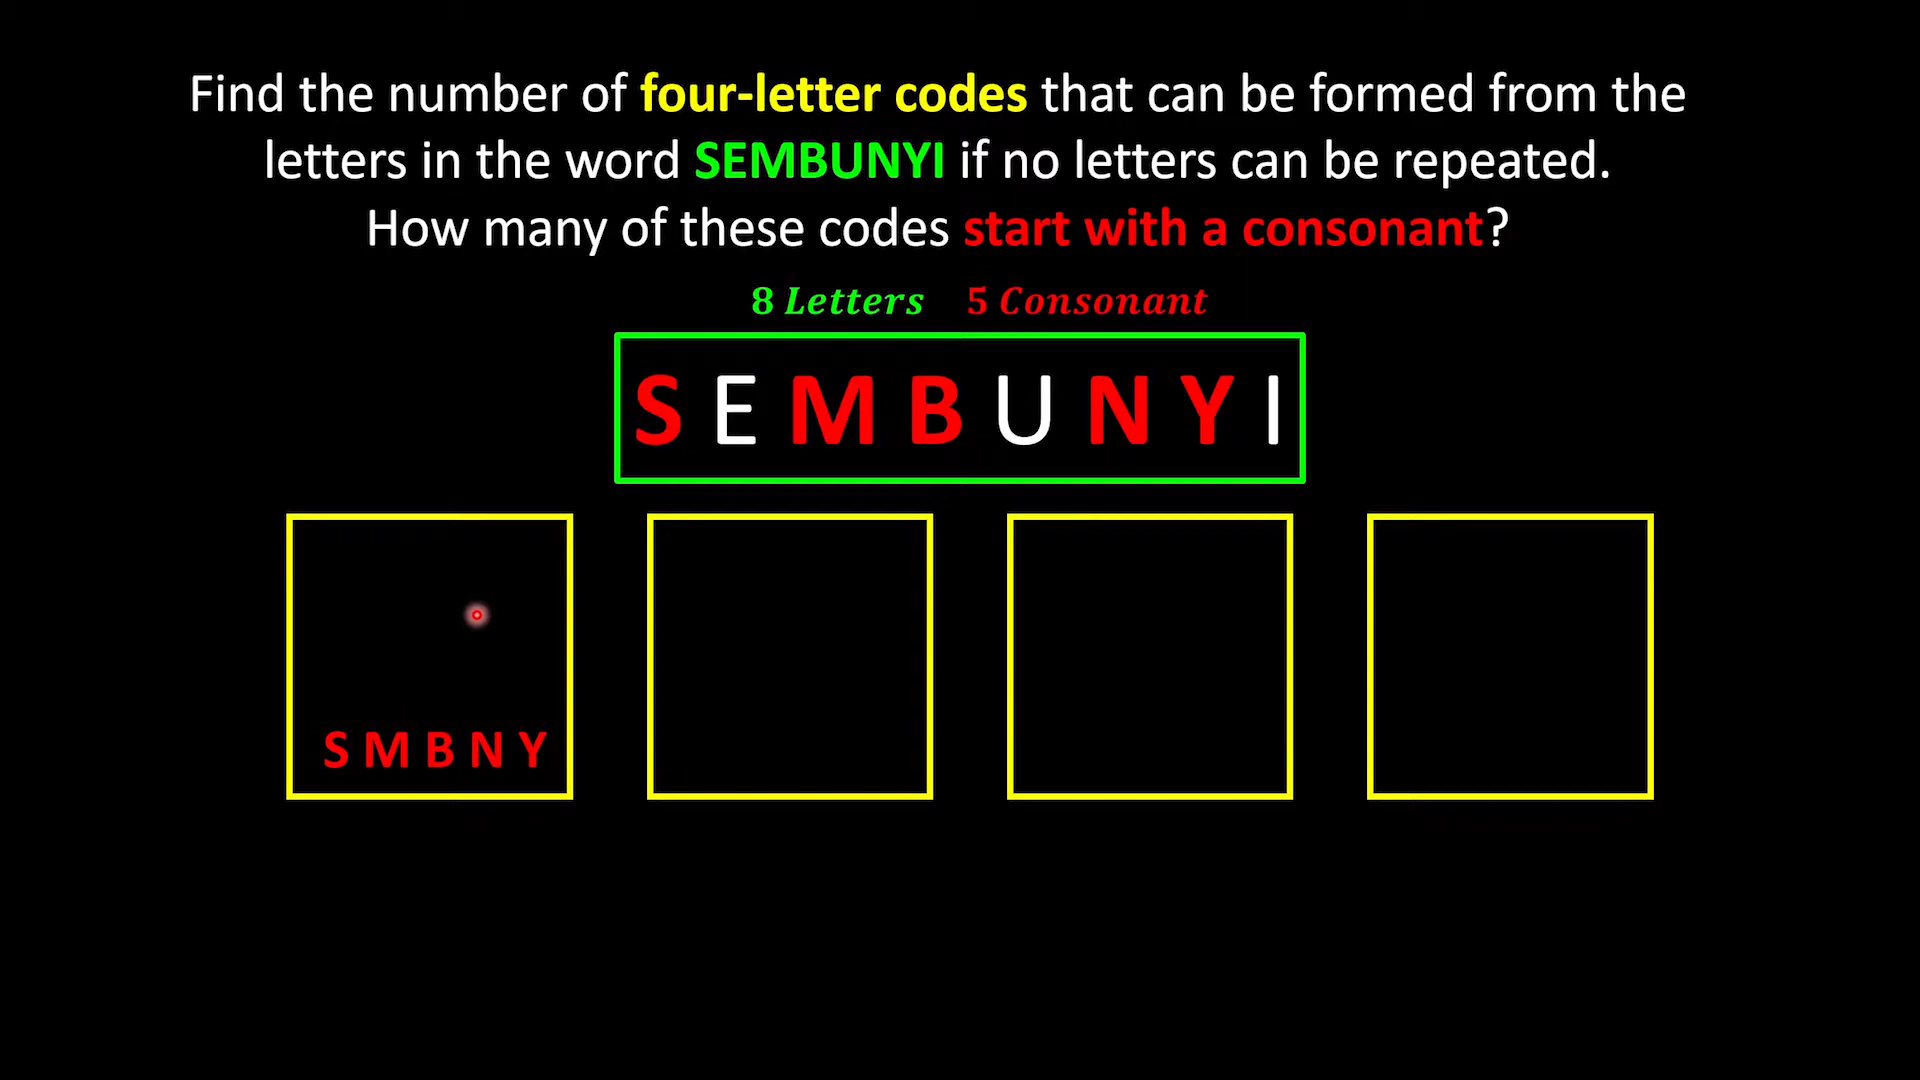 Find the number of four-letter codes that can be formed from the
letters in the word SEMBUNYI if no letters can be repeated.
How many of these codes start with a consonant?
8 Letters 5 Consonant
S E M B U N Y I
S M B N Y